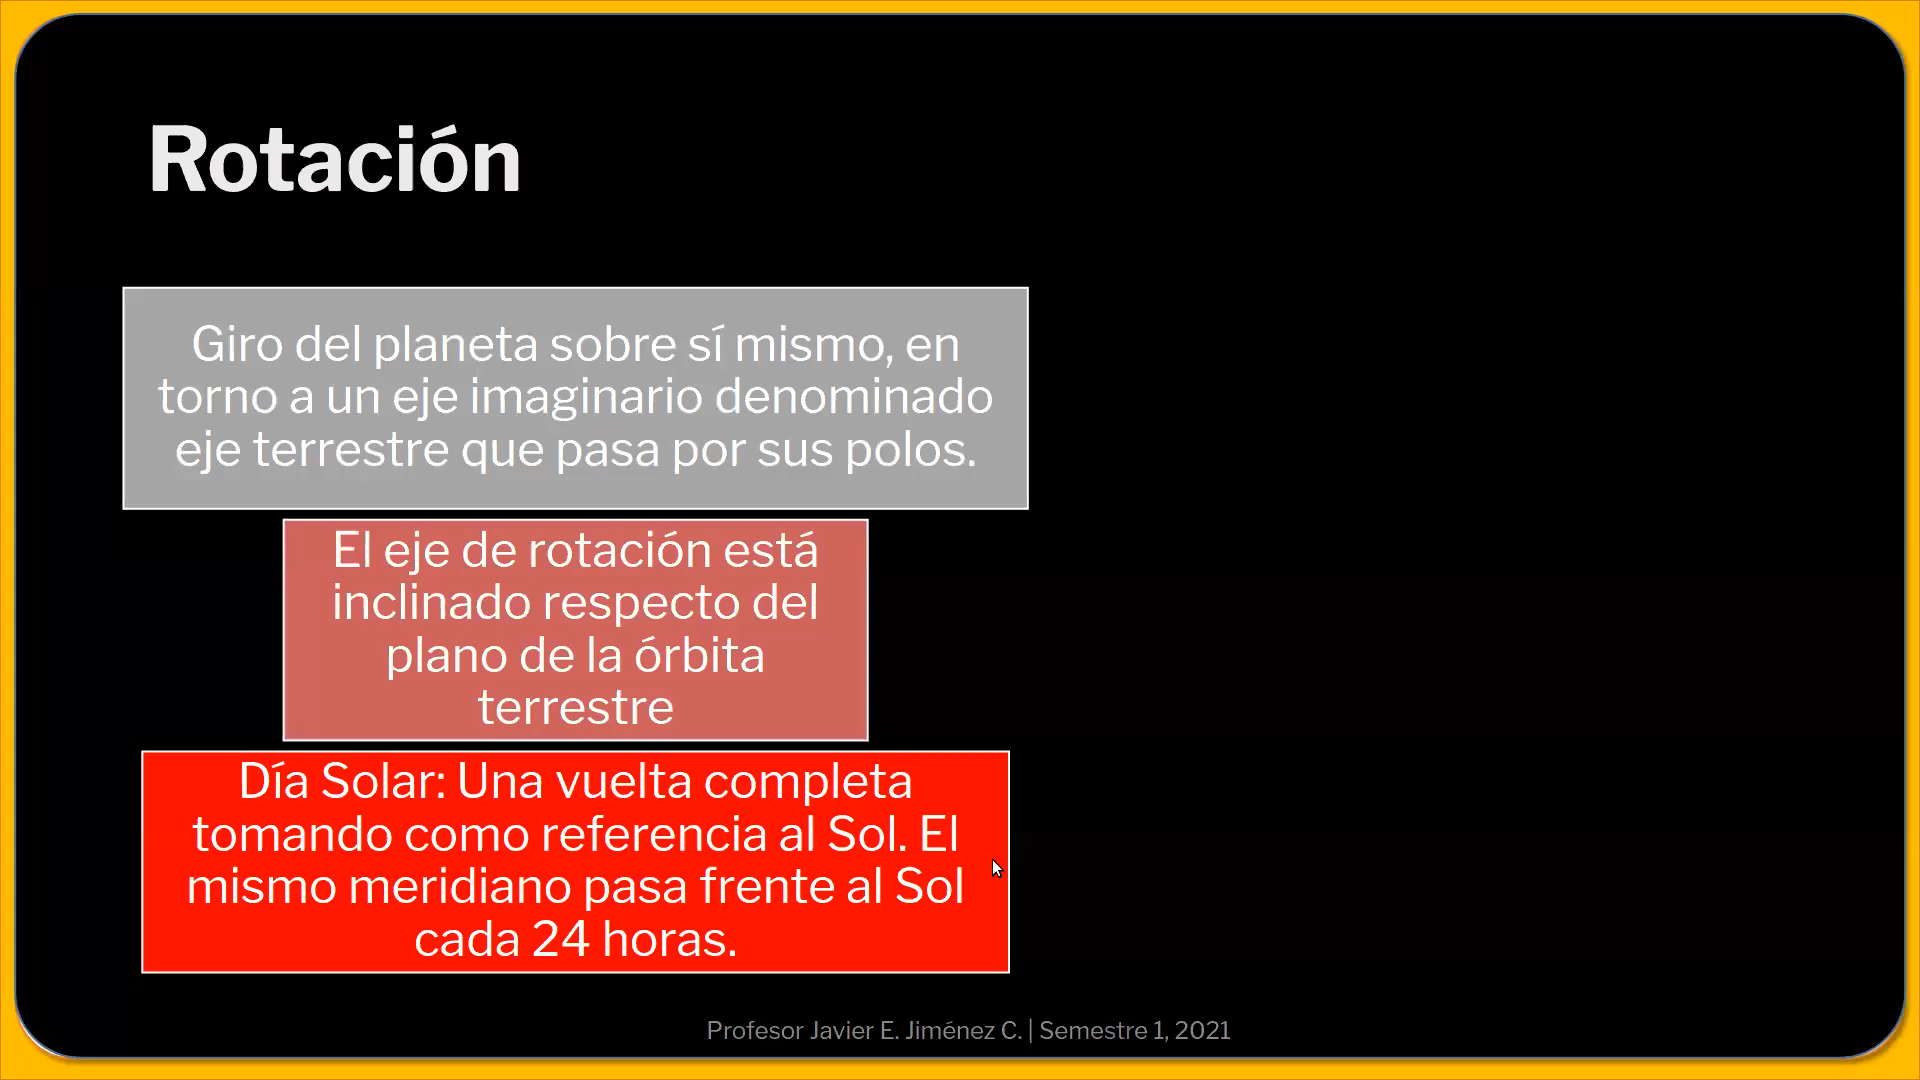 Rotación
Giro del planeta sobre sí mismo, en
torno a un eje imaginario denominado
eje terrestre que pasa por sus polos.
El eje de rotación está
inclinado respecto del
plano de la órbita
terrestre
Día Solar: Una vuelta completa
tomando como referencia al Sol. El
mismo meridiano pasa frente al Sol
cada 24 horas.
Profesor Javier E. Jiménez C. | Semestre 1, 2021